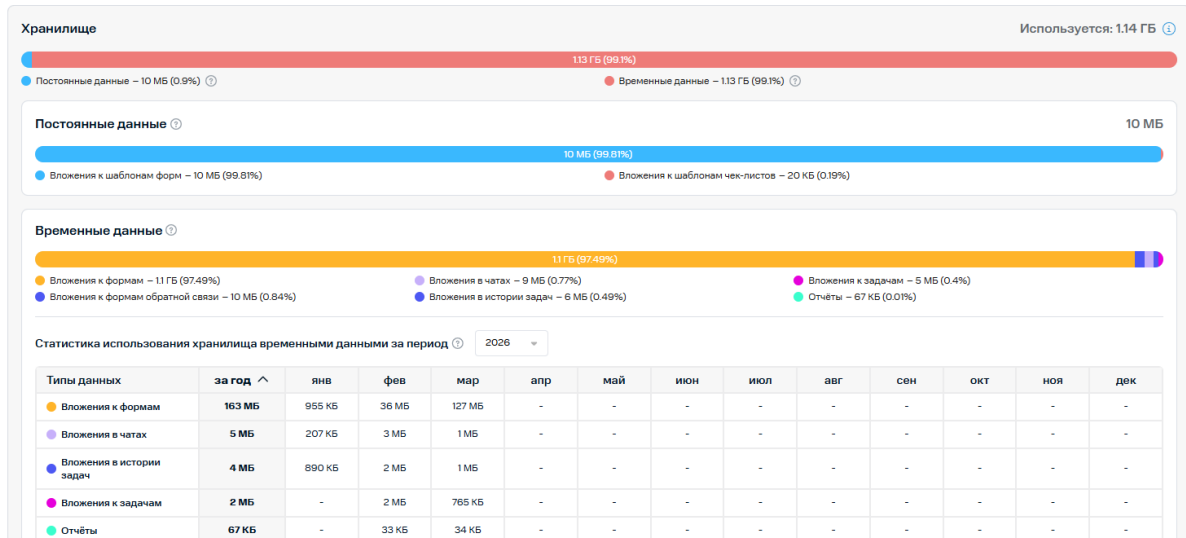 Хранилище Используется: 1.14 ГБ
1.13 ГБ (99.1%)
Постоянные данные – 10 МБ (0.9%) Временные данные – 1.13 ГБ (99.1%)
Постоянные данные 10 МБ
10 МБ (99.81%)
Вложения к шаблонам форм – 10 МБ (99.81%) Вложения к шаблонам чек-листов – 20 КБ (0.19%)
Временные данные
1.1 ГБ (97.49%)
Вложения к формам – 1.1 ГБ (97.49%) Вложения в чатах – 9 МБ (0.77%) Вложения к задачам – 5 МБ (0.4%)
Вложения к формам обратной связи – 10 МБ (0.84%) Вложения в истории задач – 6 МБ (0.49%) Отчёты – 67 КБ (0.01%)
Статистика использования хранилища временными данными за период 2026
Типы данных за год янв фев мар апр май июн июл авг сен окт ноя дек
Вложения к формам 163 МБ 955 КБ 36 МБ 127 МБ - - - - - - - - -
Вложения в чатах 5 МБ 207 КБ 3 МБ 1 МБ - - - - - - - - -
Вложения в истории
задач 4 МБ 890 КБ 2 МБ 1 МБ - - - - - - - - -
Вложения к задачам 2 МБ - 2 МБ 765 КБ - - - - - - - - -
Отчёты 67 КБ - 33 КБ 34 КБ - - - - - - - - -